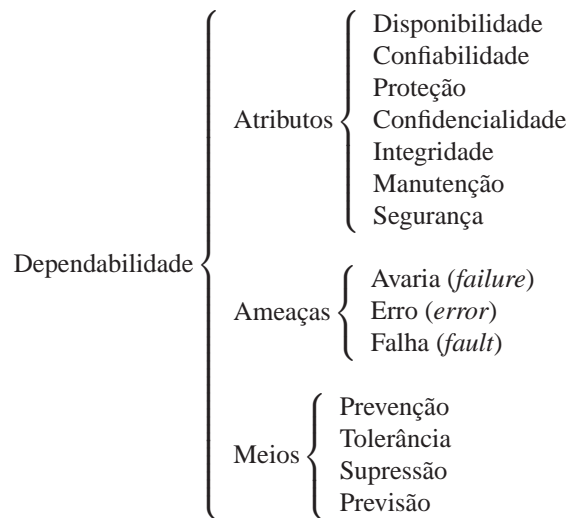 Dependabilidade
Atributos
Disponibilidade
Confiabilidade
Proteção
Confidencialidade
Integridade
Manutenção
Segurança
Ameaças
Avaria (failure)
Erro (error)
Falha (fault)
Meios
Prevenção
Tolerância
Supressão
Previsão